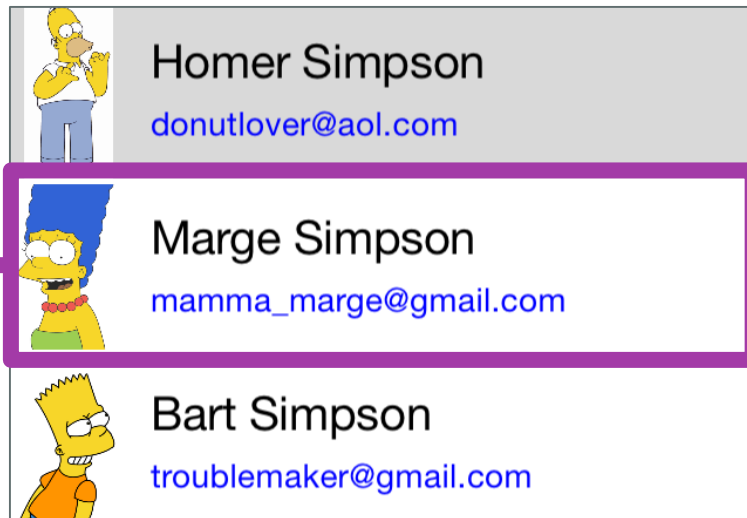 Homer Simpson
donutlover@aol.com
Marge Simpson
mamma_marge@gmail.com
Bart Simpson
troublemaker@gmail.com